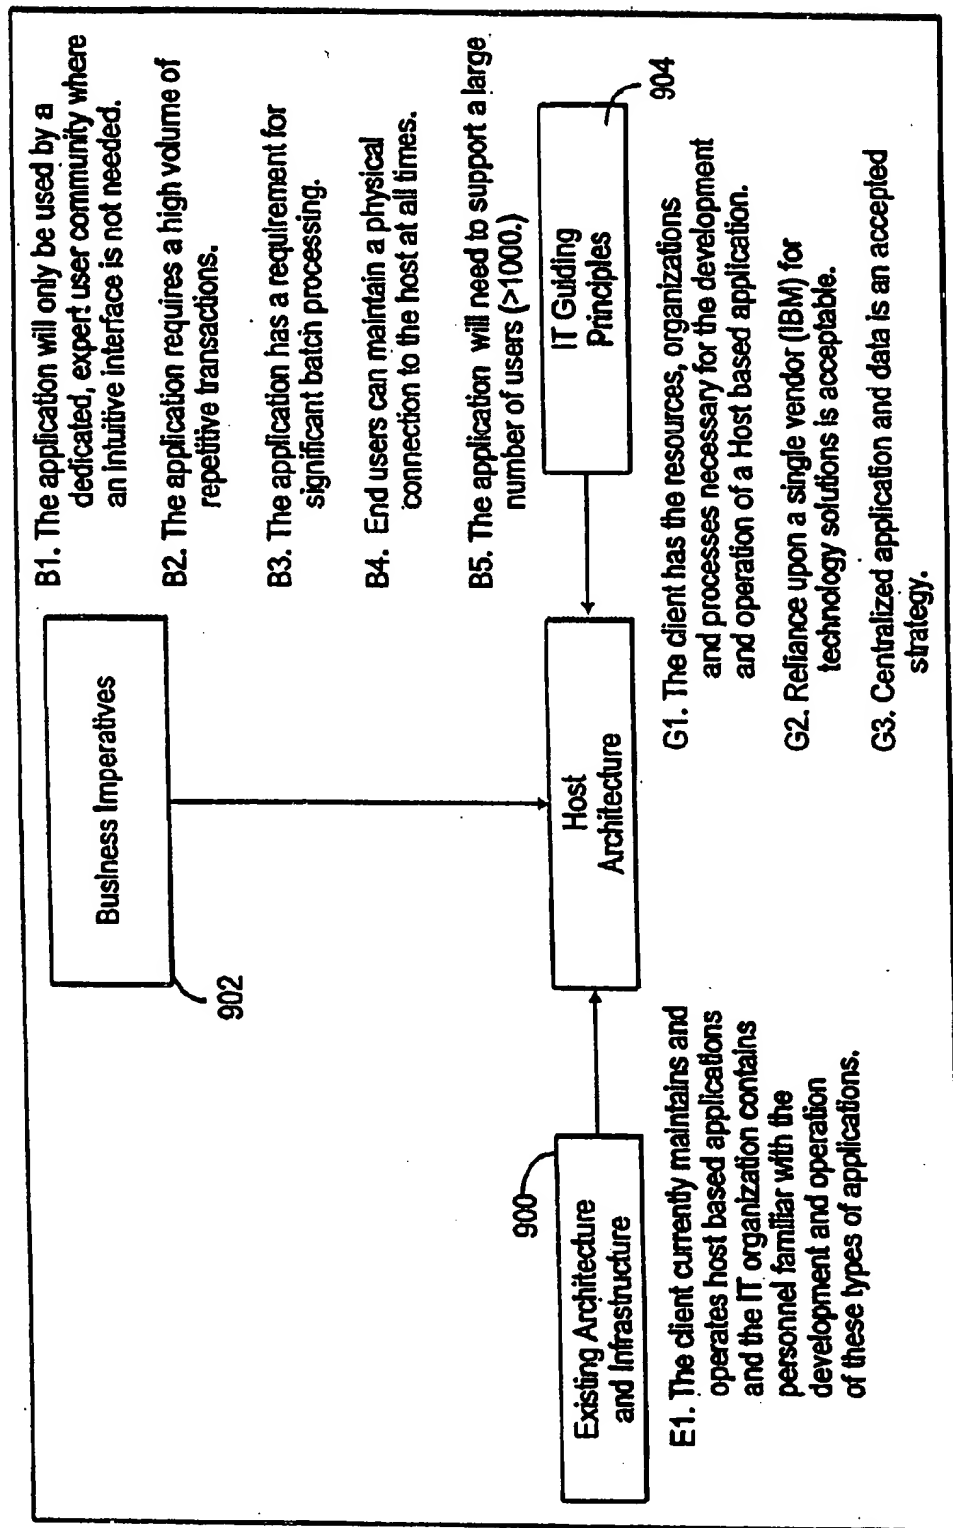 Business Imperatives
902
B1. The application will only be used by a
dedicated, expert user community where
an intuitive interface is not needed.
B2. The application requires a high volume of
repetitive transactions.
B3. The application has a requirement for
significant batch processing.
B4. End users can maintain a physical
connection to the host at all times.
B5. The application will need to support a large
number of users (>1000.)
900
Existing Architecture
and Infrastructure
Host
Architecture
IT Guiding
Principles
904
E1. The client currently maintains and
operates host based applications
and the IT organization contains
personnel familiar with the
development and operation
of these types of applications.
G1. The client has the resources, organizations
and processes necessary for the development
and operation of a Host based application.
G2. Reliance upon a single vendor (IBM) for
technology solutions is acceptable.
G3. Centralized application and data is an accepted
strategy.